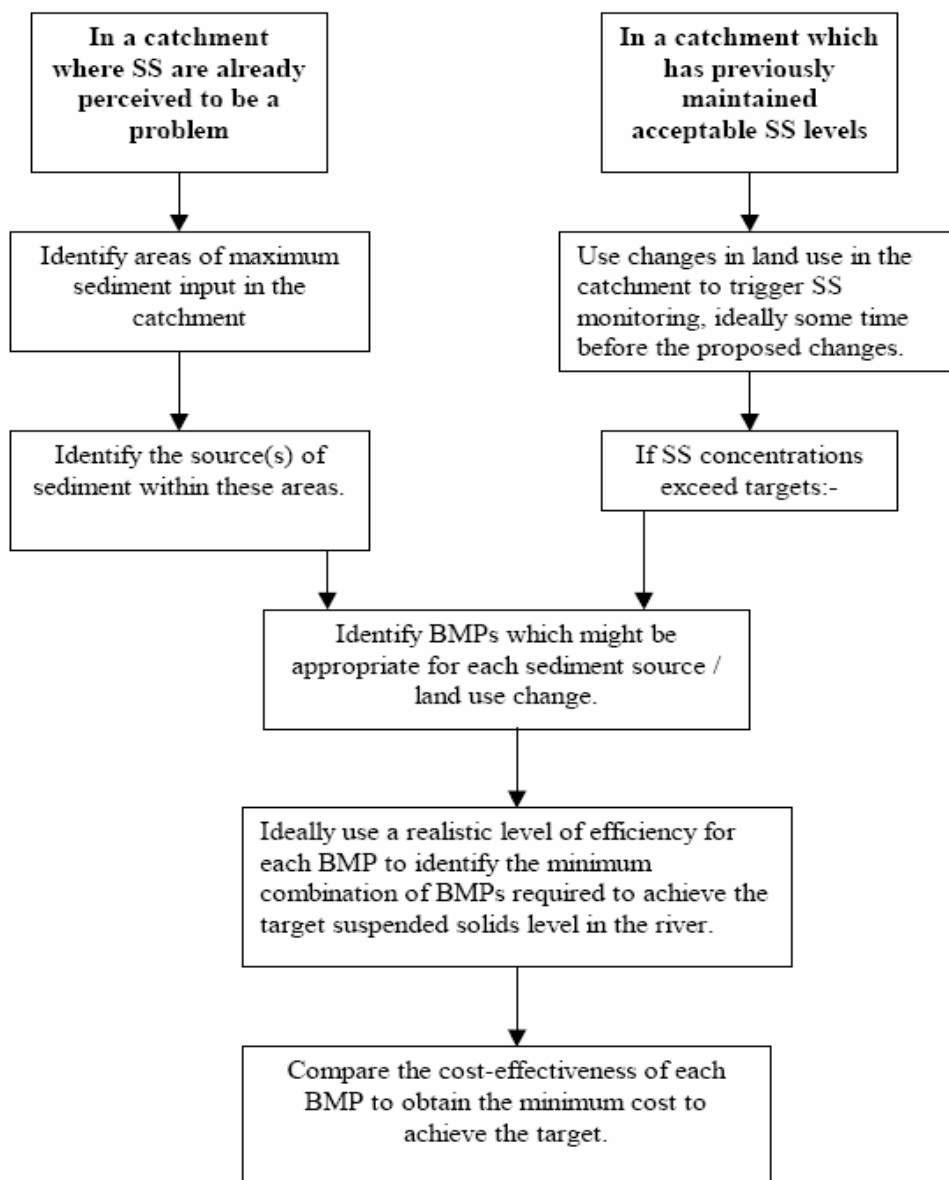 In a catchment
where SS are already
perceived to be a
problem
In a catchment which
has previously
maintained
acceptable SS levels
Identify areas of maximum
sediment input in the
catchment
Use changes in land use in the
catchment to trigger SS
monitoring, ideally some time
before the proposed changes.
Identify the source(s) of
sediment within these areas.
If SS concentrations
exceed targets:-
Identify BMPs which might be
appropriate for each sediment source /
land use change.
Ideally use a realistic level of efficiency for
each BMP to identify the minimum
combination of BMPs required to achieve the
target suspended solids level in the river.
Compare the cost-effectiveness of each
BMP to obtain the minimum cost to
achieve the target.